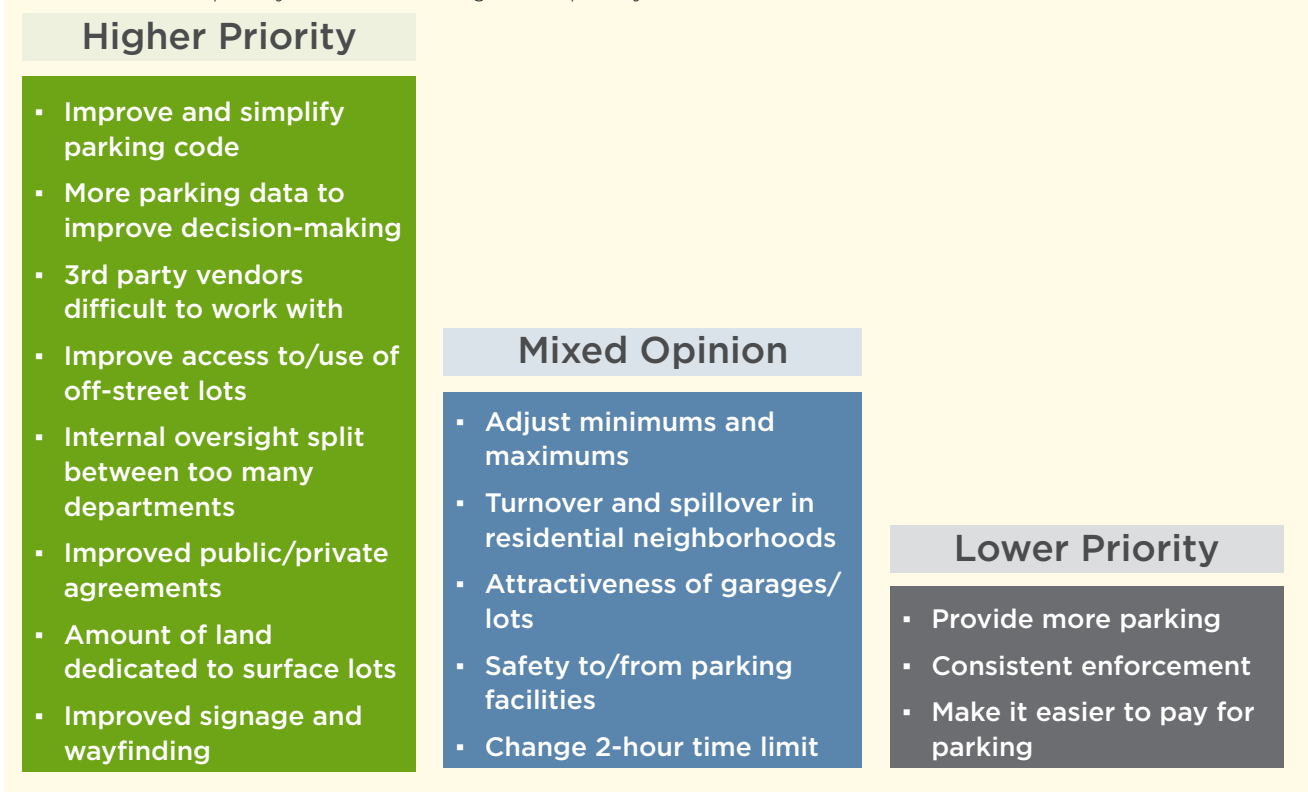 Higher Priority
▪ Improve and simplify
parking code
▪ More parking data to
improve decision-making
▪ 3rd party vendors
difficult to work with
▪ Improve access to/use of
off-street lots
▪ Internal oversight split
between too many
departments
▪ Improved public/private
agreements
▪ Amount of land
dedicated to surface lots
▪ Improved signage and
wayfinding
Mixed Opinion
▪ Adjust minimums and
maximums
▪ Turnover and spillover in
residential neighborhoods
▪ Attractiveness of garages/
lots
▪ Safety to/from parking
facilities
▪ Change 2-hour time limit
Lower Priority
▪ Provide more parking
▪ Consistent enforcement
▪ Make it easier to pay for
parking